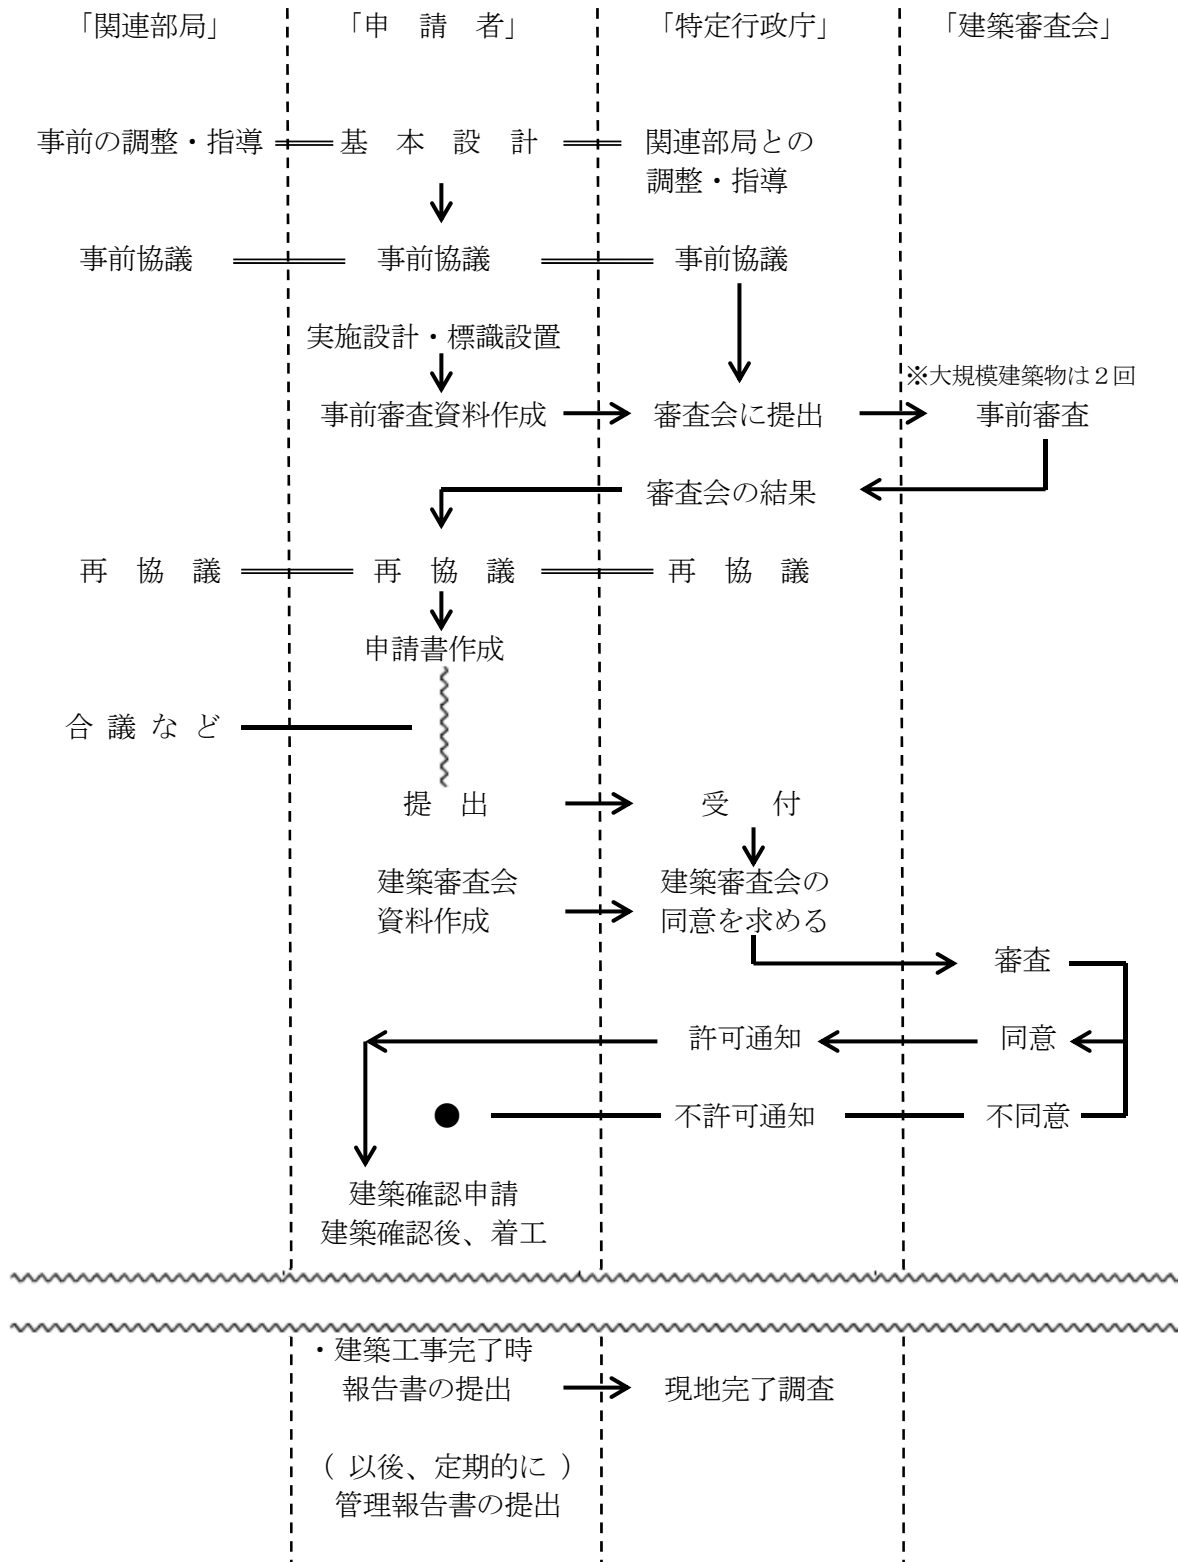 「関連部局」 「申　請　者」 「特定行政庁」 「建築審査会」
事前の調整・指導 基　本　設　計 関連部局との
調整・指導
事前協議 事前協議 事前協議
実施設計・標識設置
※大規模建築物は２回
事前審査資料作成 審査会に提出 事前審査
審査会の結果
再　協　議 再　協　議 再　協　議
申請書作成
合 議 な ど
提　出 受　　付
建築審査会 建築審査会の
資料作成 同意を求める
審査
許可通知 同意
● 不許可通知 不同意
建築確認申請
建築確認後、着工
・建築工事完了時
報告書の提出 現地完了調査
（ 以後、定期的に ）
管理報告書の提出